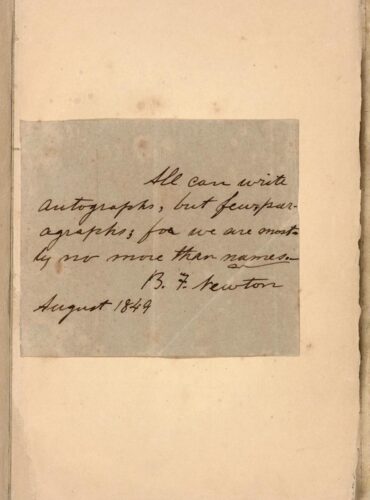 All can write
autographs, but few par-
agraphs; for we are most-
ly no more than names.
B. F. Newton
August 1849